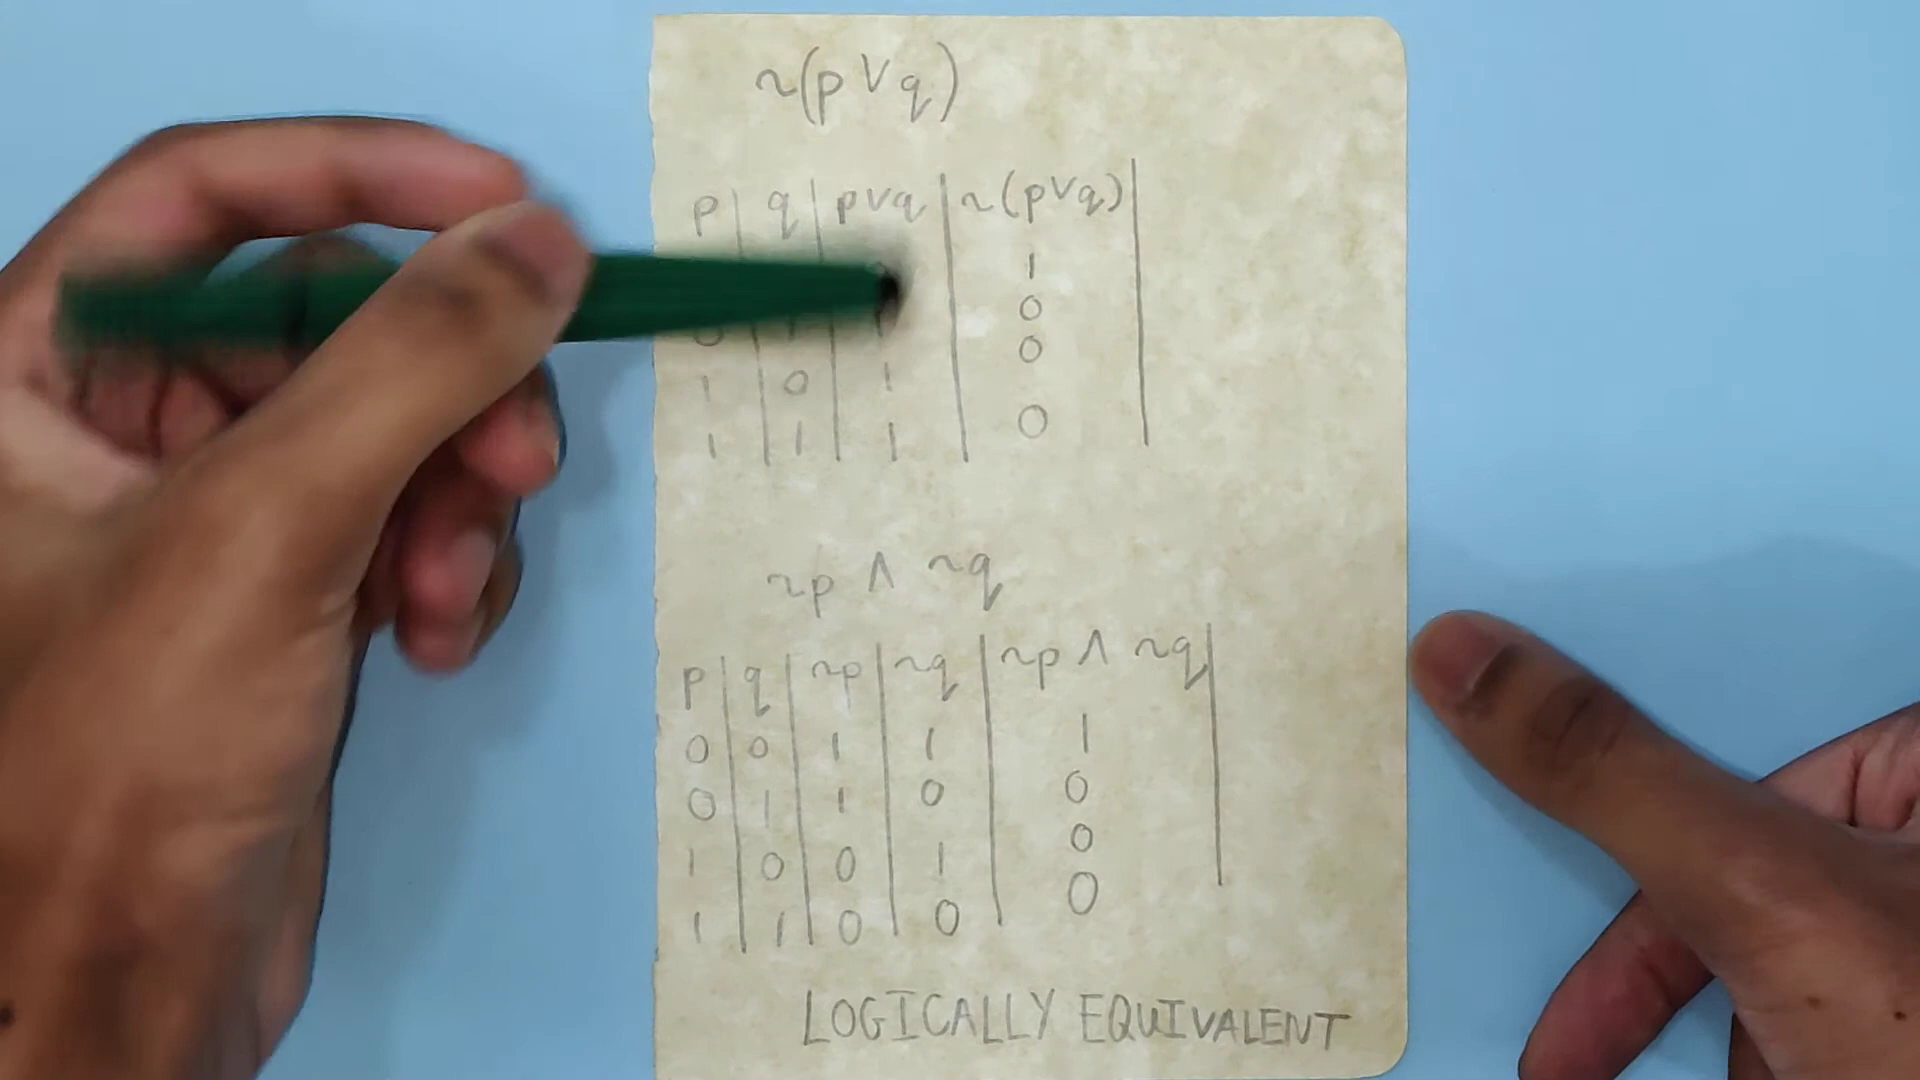 ~(p ∨ q)
p | q | p ∨ q | ~(p ∨ q) |
1
0
0
1 | 0 | 1 |
1 | 1 | 1 | 0
~p ∧ ~q
p | q | ~p | ~q | ~p ∧ ~q |
0 | 0 | 1 | 1 | 1
0 | 1 | 1 | 0 | 0
1 | 0 | 0 | 1 | 0
1 | 1 | 0 | 0 | 0
LOGICALLY EQUIVALENT